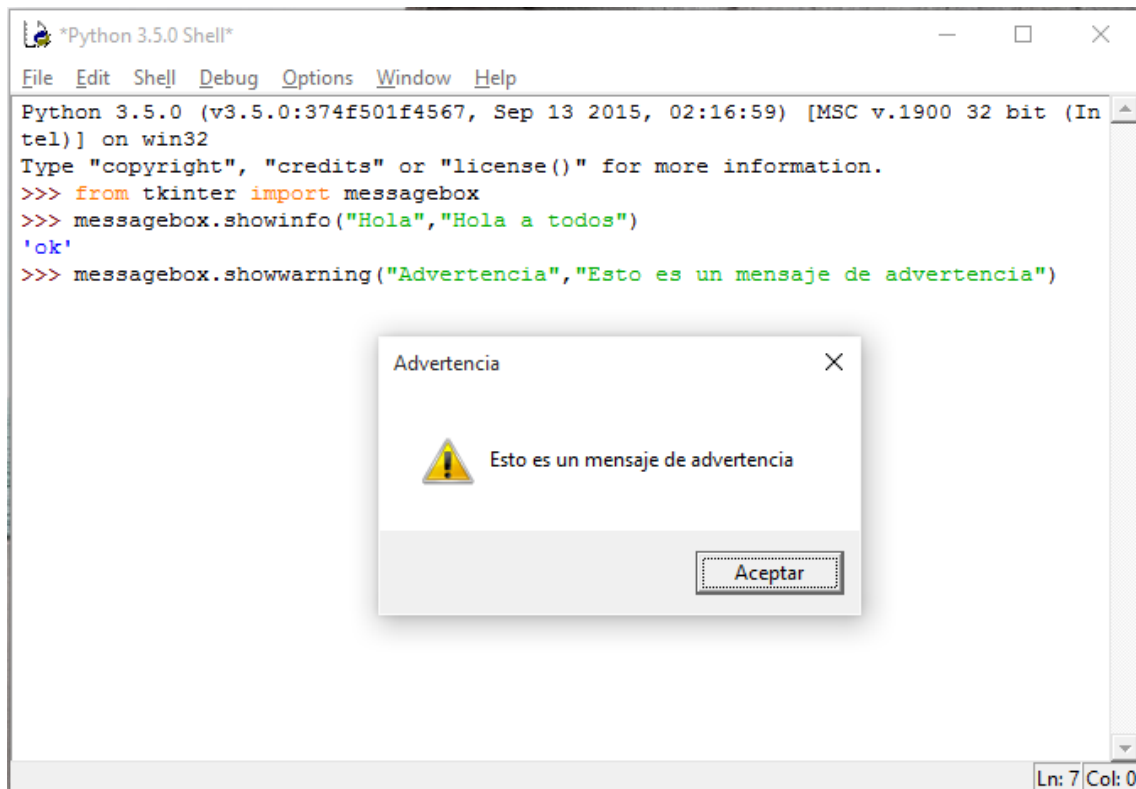 *Python 3.5.0 Shell*
File Edit Shell Debug Options Window Help
Python 3.5.0 (v3.5.0:374f501f4567, Sep 13 2015, 02:16:59) [MSC v.1900 32 bit (In
tel)] on win32
Type "copyright", "credits" or "license()" for more information.
>>> from tkinter import messagebox
>>> messagebox.showinfo("Hola","Hola a todos")
'ok'
>>> messagebox.showwarning("Advertencia","Esto es un mensaje de advertencia")
Advertencia
Esto es un mensaje de advertencia
Aceptar
Ln: 7 Col: 0